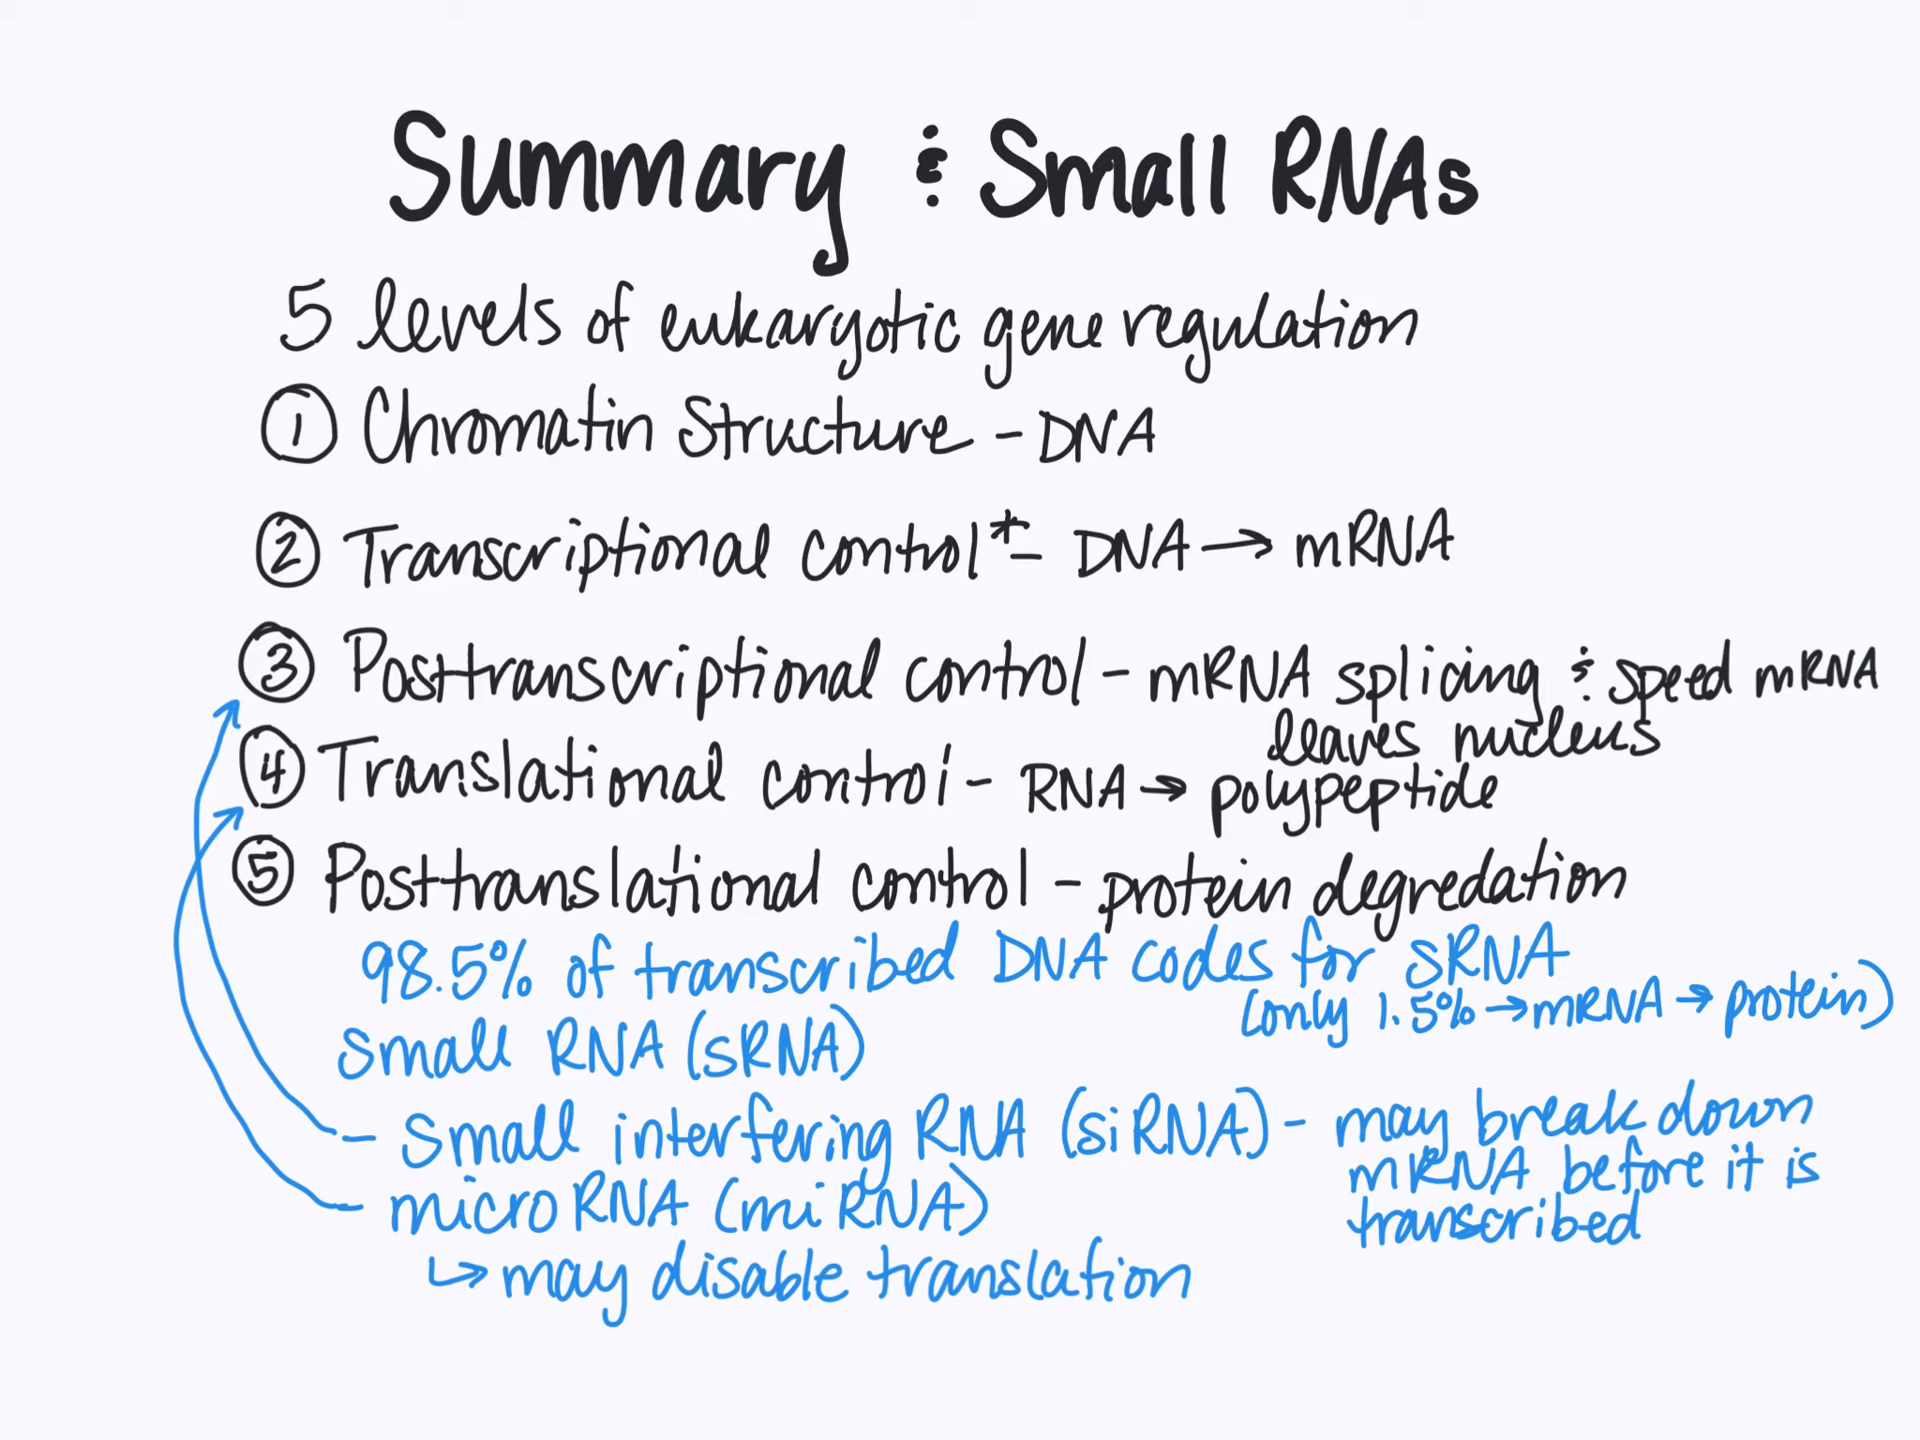 Summary & Small RNAs
5 levels of eukaryotic gene regulation
① Chromatin Structure - DNA
② Transcriptional control* - DNA → mRNA
③ Posttranscriptional control - mRNA splicing & speed mRNA
leaves nucleus
④ Translational control - RNA → polypeptide
⑤ Posttranslational control - protein degredation
98.5% of transcribed DNA codes for sRNA
(only 1.5% → mRNA → protein)
Small RNA (sRNA)
- Small interfering RNA (siRNA) - may break down
mRNA before it is
transcribed
- micro RNA (miRNA)
↳ may disable translation